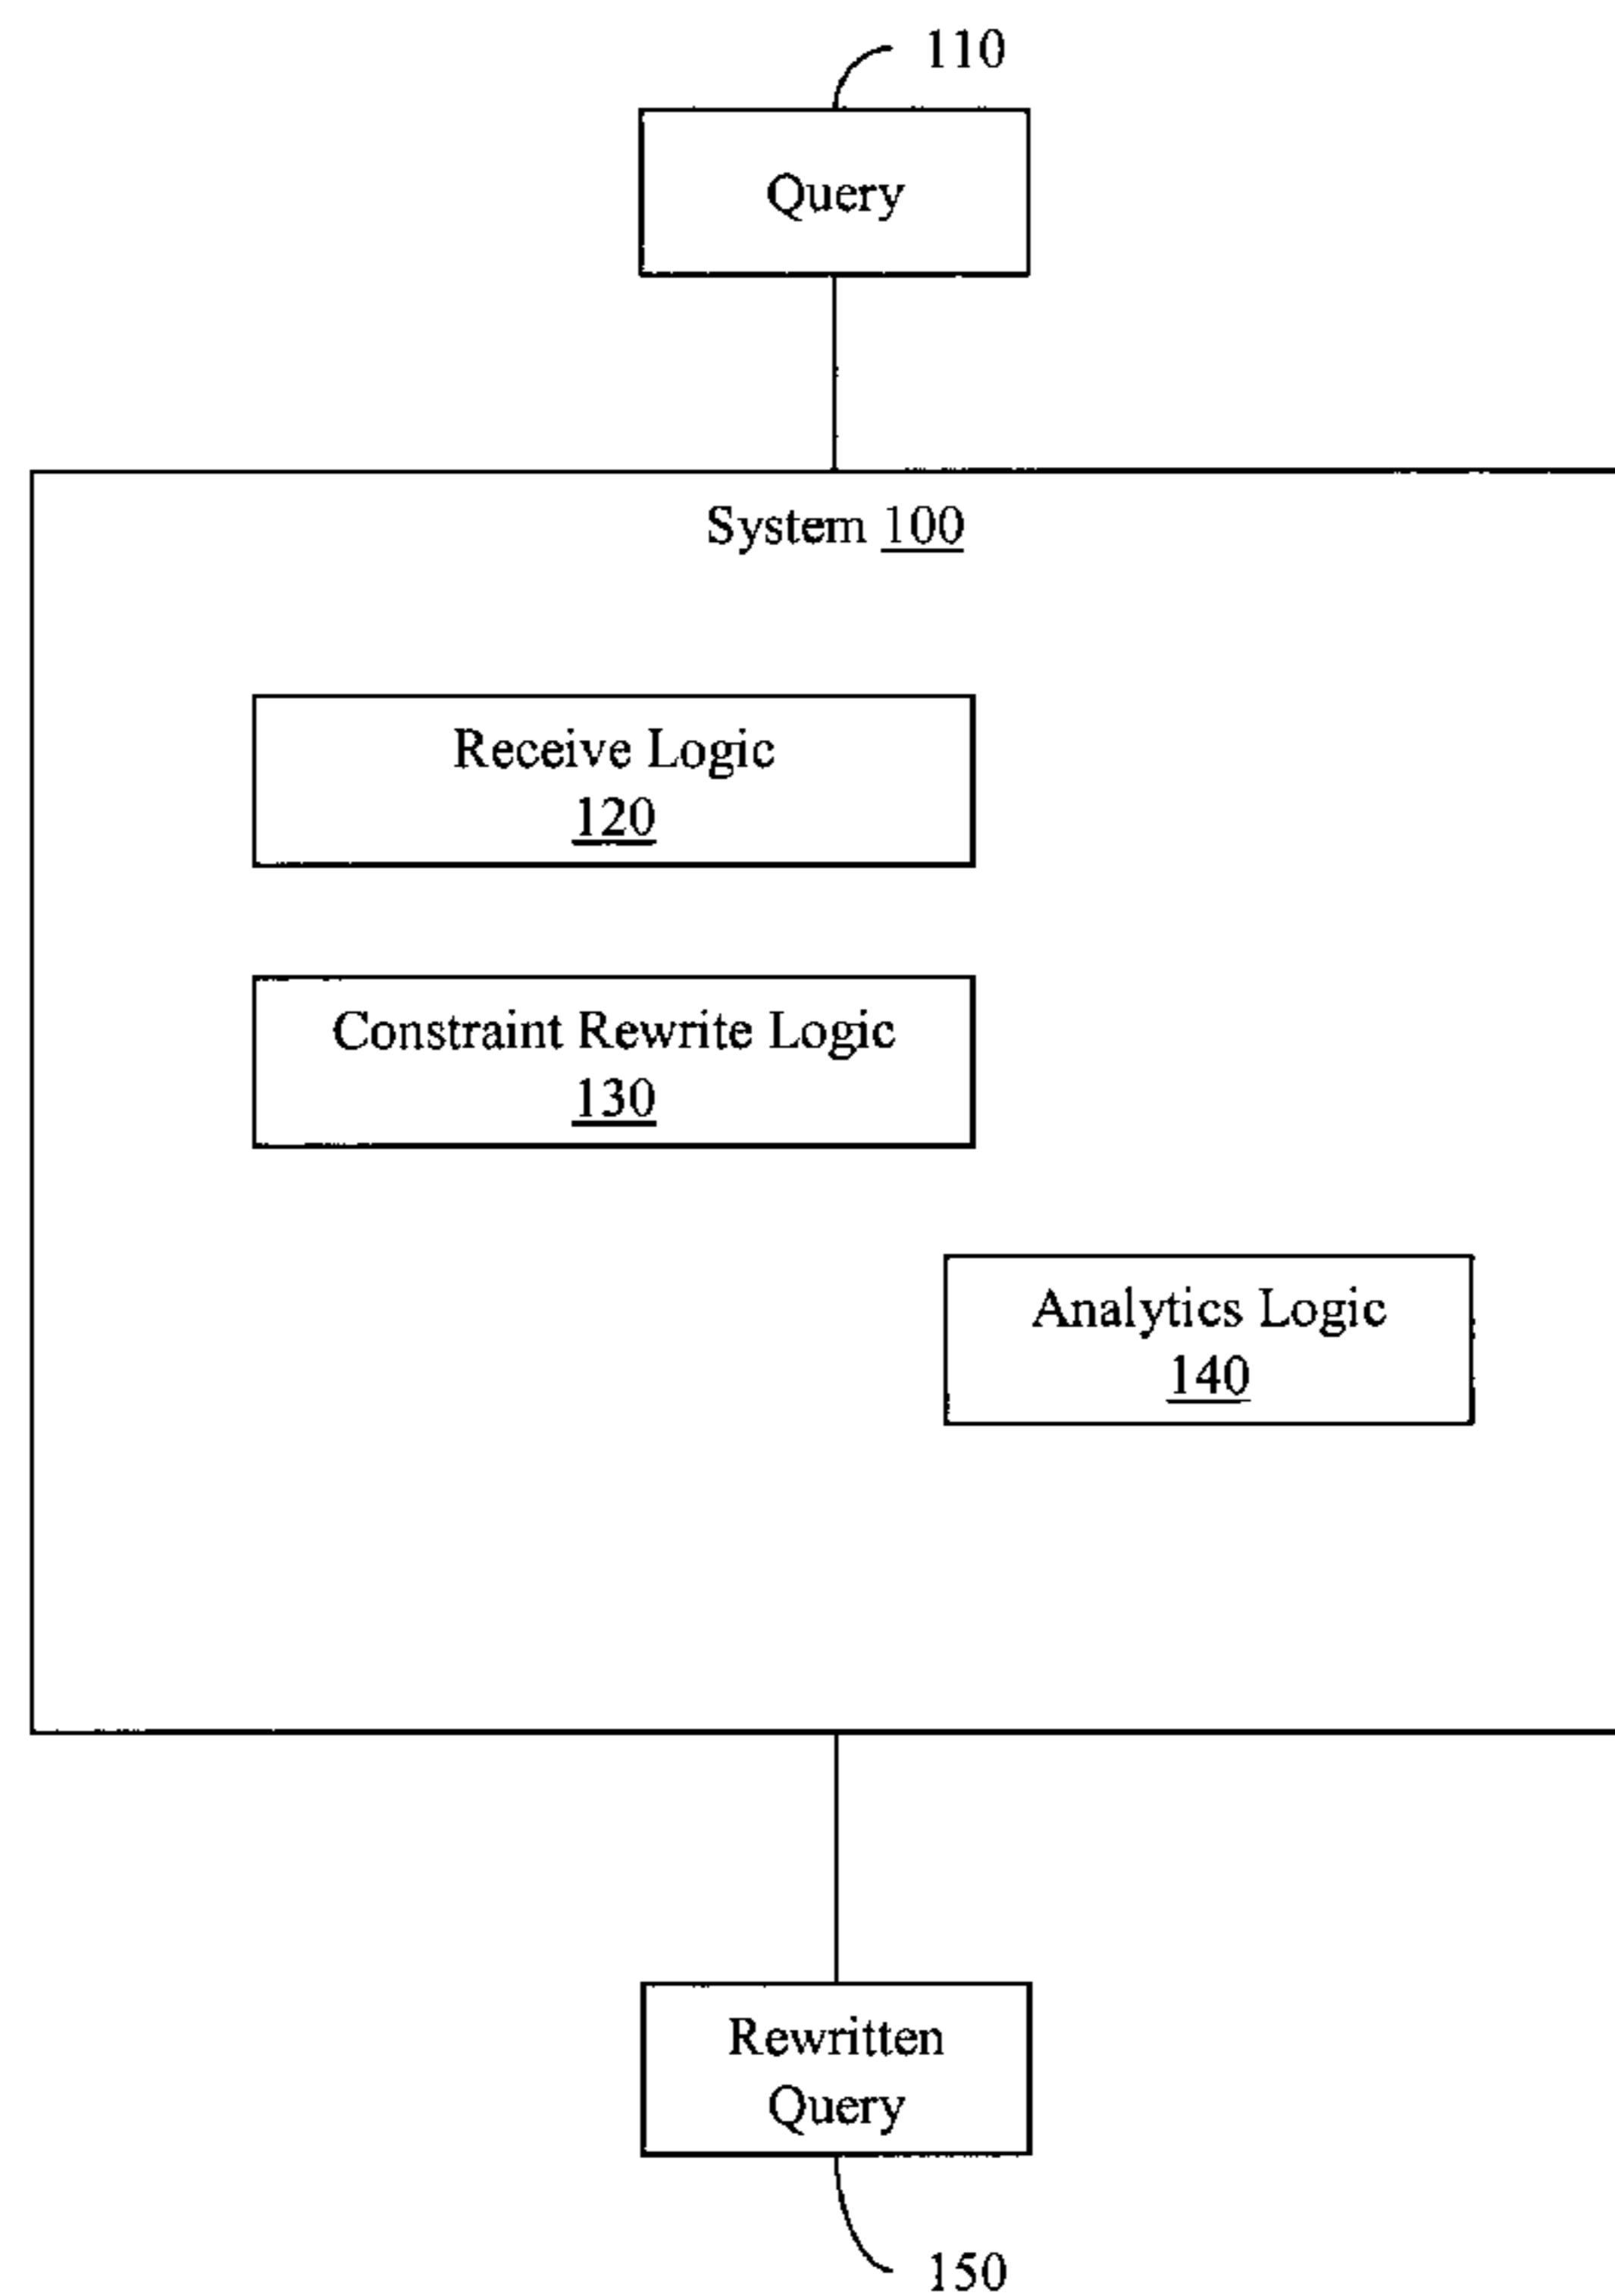 110
Query
System 100
Receive Logic
120
Constraint Rewrite Logic
130
Analytics Logic
140
Rewritten
Query
150